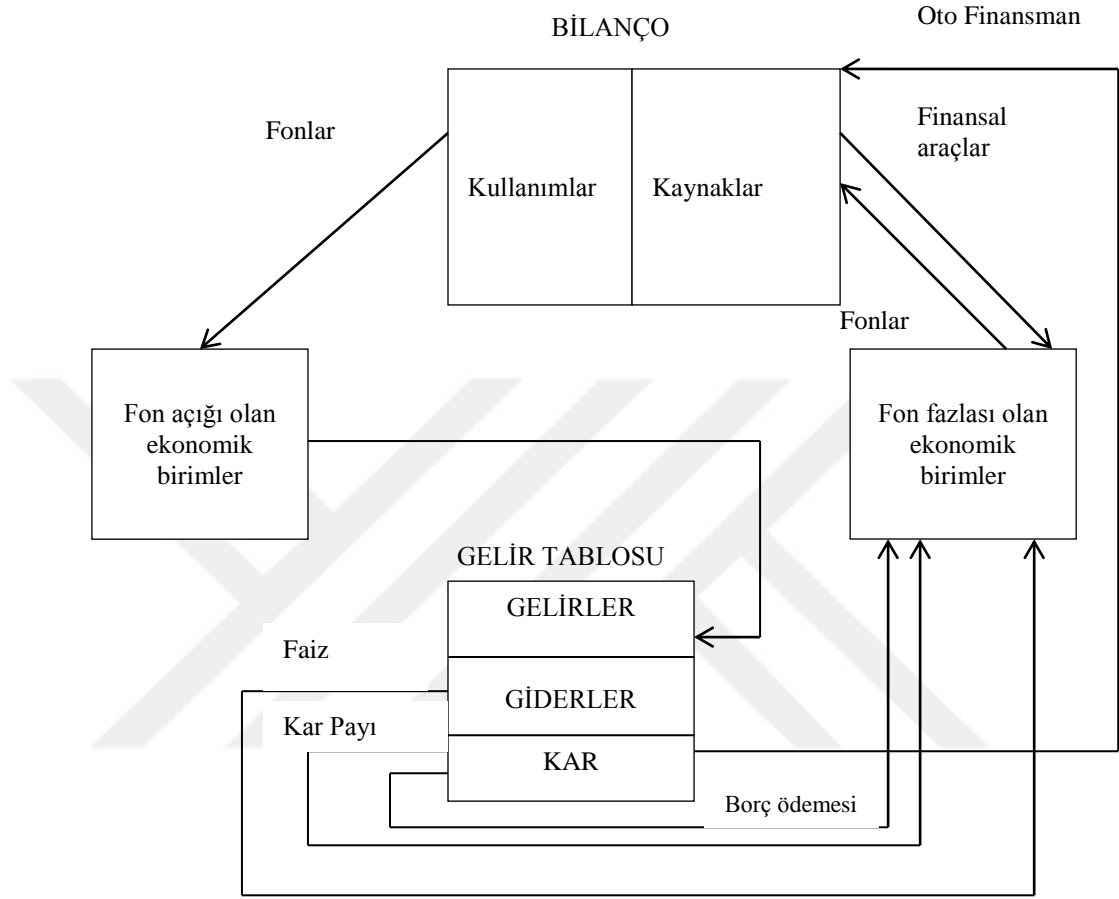 Oto Finansman
BİLANÇO
Fonlar
Finansal
araçlar
Kullanımlar
Kaynaklar
Fonlar
Fon açığı olan
ekonomik
birimler
Fon fazlası olan
ekonomik
birimler
GELİR TABLOSU
GELİRLER
Faiz
GİDERLER
Kar Payı
KAR
Borç ödemesi